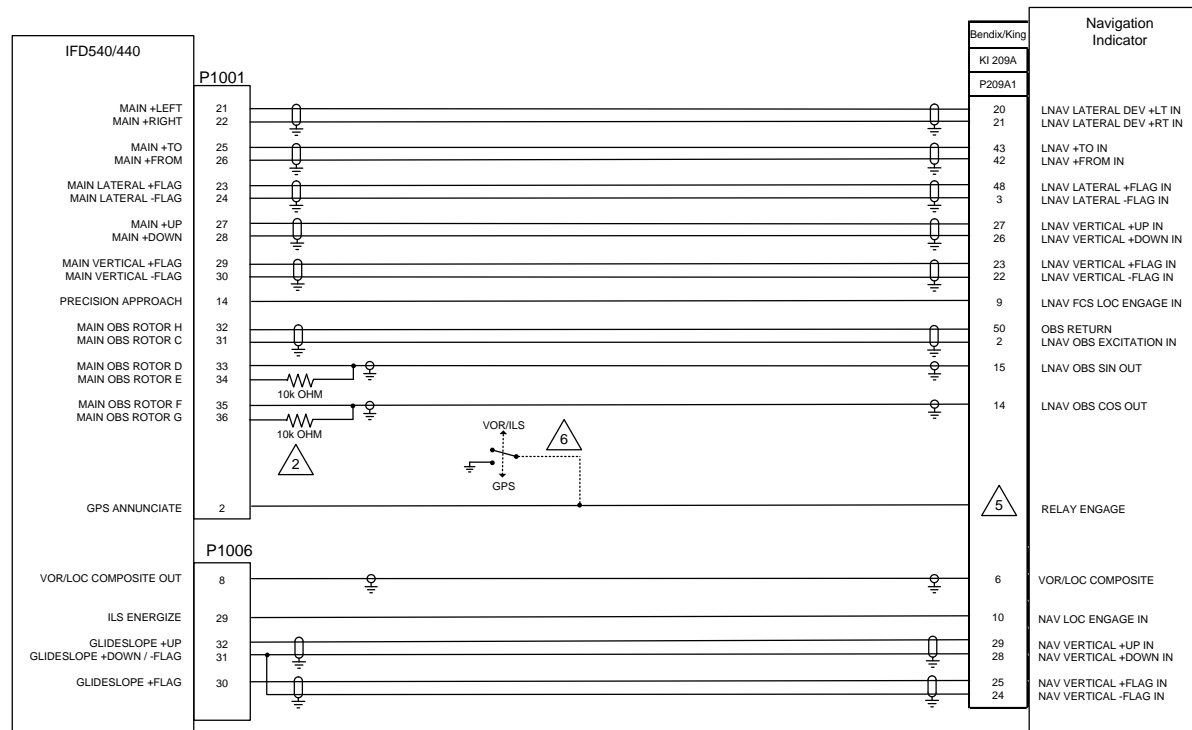 IFD540/440
Bendix/King
KI 209A
P209A1
Navigation
Indicator
P1001
MAIN +LEFT 21 20 LNAV LATERAL DEV +LT IN
MAIN +RIGHT 22 21 LNAV LATERAL DEV +RT IN
MAIN +TO 25 43 LNAV +TO IN
MAIN +FROM 26 42 LNAV +FROM IN
MAIN LATERAL +FLAG 23 48 LNAV LATERAL +FLAG IN
MAIN LATERAL -FLAG 24 3 LNAV LATERAL -FLAG IN
MAIN +UP 27 27 LNAV VERTICAL +UP IN
MAIN +DOWN 28 26 LNAV VERTICAL +DOWN IN
MAIN VERTICAL +FLAG 29 23 LNAV VERTICAL +FLAG IN
MAIN VERTICAL -FLAG 30 22 LNAV VERTICAL -FLAG IN
PRECISION APPROACH 14 9 LNAV FCS LOC ENGAGE IN
MAIN OBS ROTOR H 32 50 OBS RETURN
MAIN OBS ROTOR C 31 2 LNAV OBS EXCITATION IN
MAIN OBS ROTOR D 33 15 LNAV OBS SIN OUT
MAIN OBS ROTOR E 34
10k OHM
MAIN OBS ROTOR F 35 14 LNAV OBS COS OUT
MAIN OBS ROTOR G 36
10k OHM
2
VOR/ILS
6
GPS
GPS ANNUNCIATE 2 5 RELAY ENGAGE
P1006
VOR/LOC COMPOSITE OUT 8 6 VOR/LOC COMPOSITE
ILS ENERGIZE 29 10 NAV LOC ENGAGE IN
GLIDESLOPE +UP 32 29 NAV VERTICAL +UP IN
GLIDESLOPE +DOWN / -FLAG 31 28 NAV VERTICAL +DOWN IN
GLIDESLOPE +FLAG 30 25 NAV VERTICAL +FLAG IN
24 NAV VERTICAL -FLAG IN